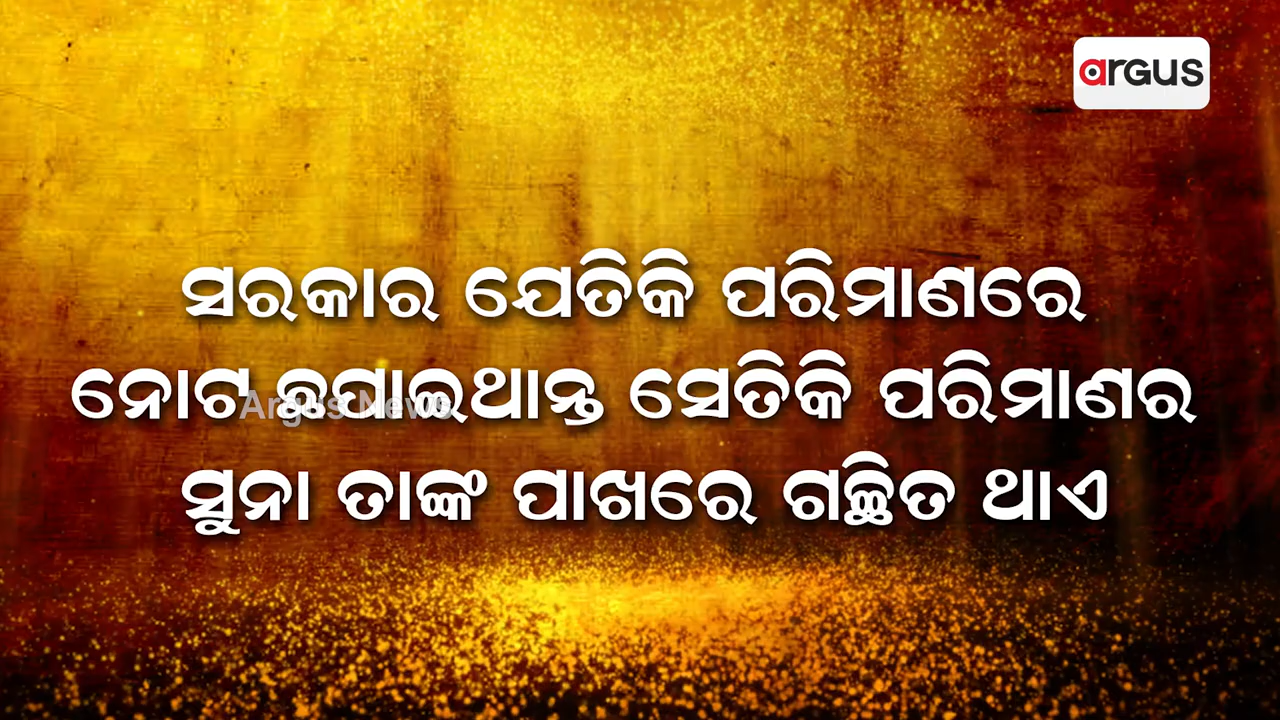 argus
ସରକାର ଯେତିକି ପରିମାଣରେ
ନୋଟ ଛପାଇଥାନ୍ତ ସେତିକି ପରିମାଣର
ସୁନା ତାଙ୍କ ପାଖରେ ଗଚ୍ଛିତ ଥାଏ
Argus News